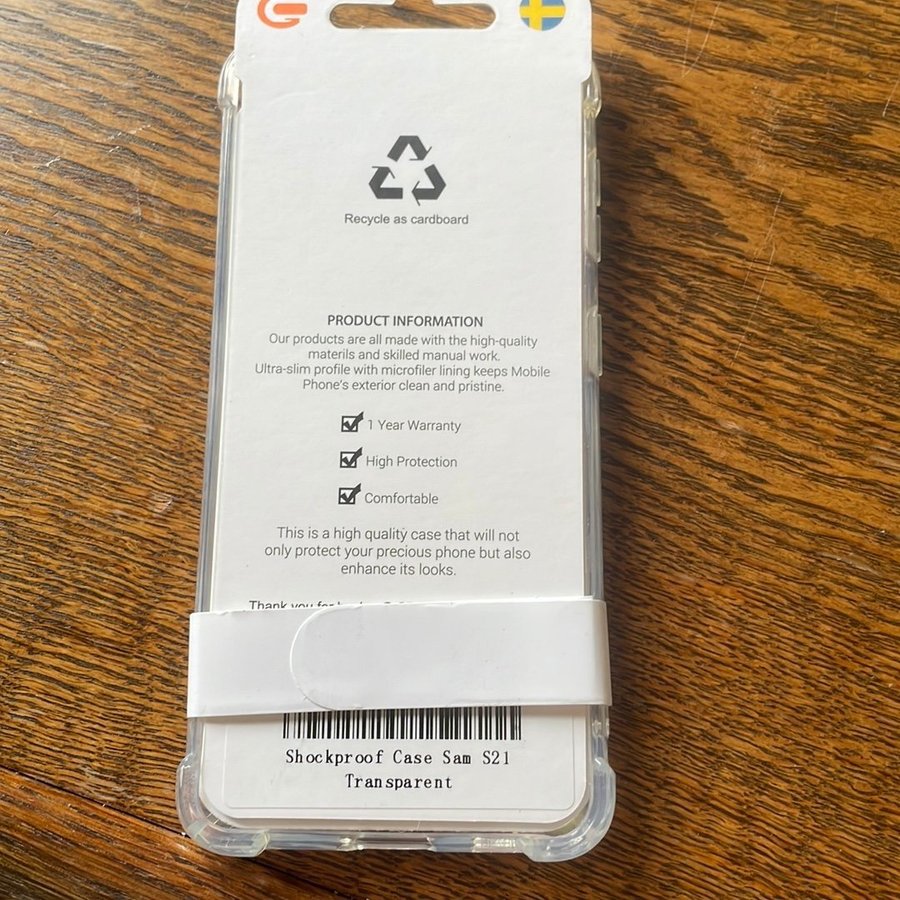 Recycle as cardboard
PRODUCT INFORMATION
Our products are all made with the high-quality
materils and skilled manual work.
Ultra-slim profile with microfiler lining keeps Mobile
Phone's exterior clean and pristine.
1 Year Warranty
High Protection
Comfortable
This is a high quality case that will not
only protect your precious phone but also
enhance its looks.
Thank you for
Shockproof Case Sam S21
Transparent